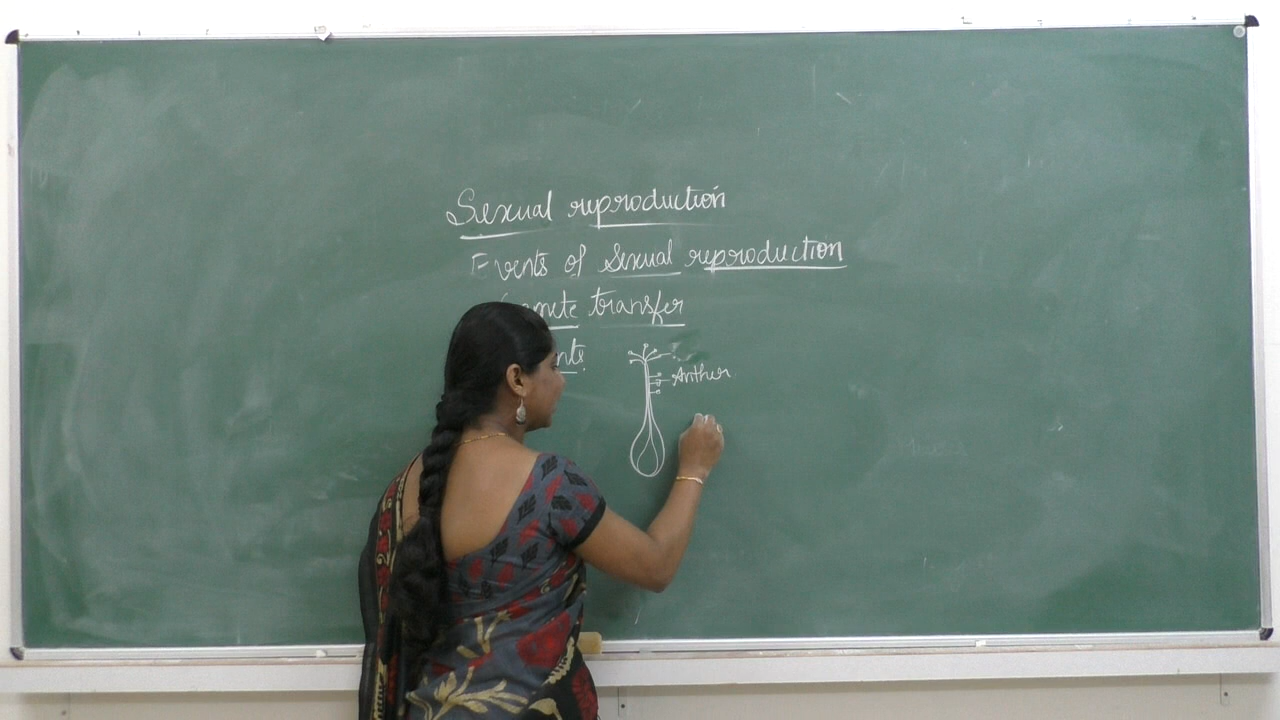 Sexual reproduction
Events of Sexual reproduction
transfer
Anther